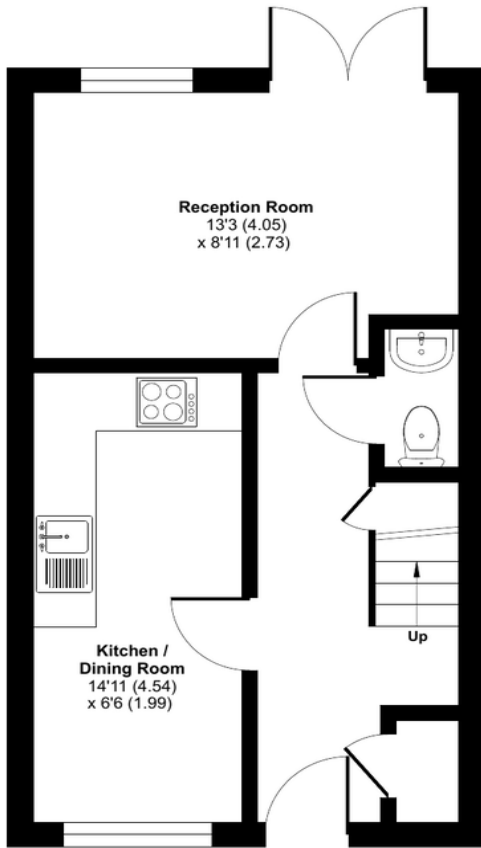 Reception Room
13'3 (4.05)
x 8'11 (2.73)
Kitchen /
Dining Room
14'11 (4.54)
x 6'6 (1.99)
Up